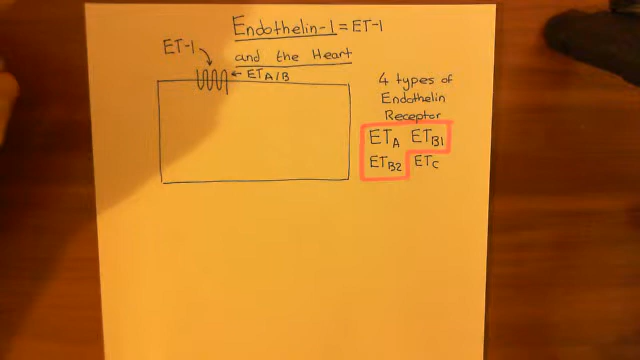 Endothelin-1 = ET-1
and the Heart
ET-1
ETA/B
4 types of
Endothelin
Receptor
ETA ETB1
ETB2 ETC